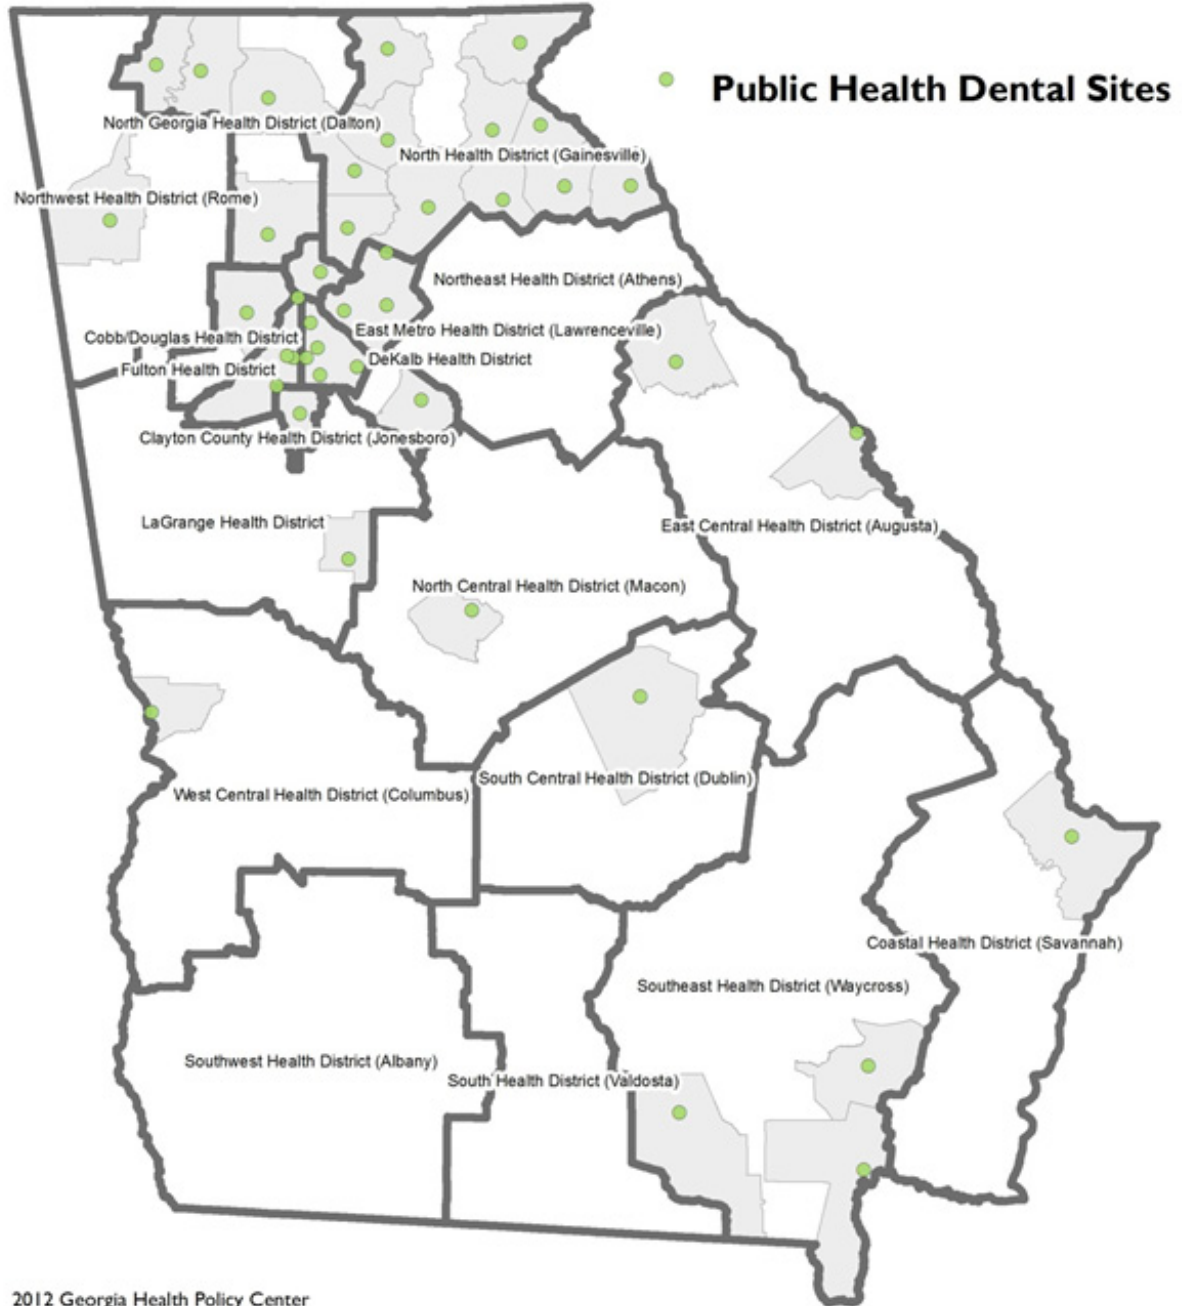 Public Health Dental Sites
North Georgia Health District (Dalton)
North Health District (Gainesville)
Northwest Health District (Rome)
Northeast Health District (Athens)
East Metro Health District (Lawrenceville)
Cobb/Douglas Health District
DeKalb Health District
Fulton Health District
Clayton County Health District (Jonesboro)
LaGrange Health District
East Central Health District (Augusta)
North Central Health District (Macon)
South Central Health District (Dublin)
West Central Health District (Columbus)
Coastal Health District (Savannah)
Southeast Health District (Waycross)
Southwest Health District (Albany)
South Health District (Valdosta)
2012 Georgia Health Policy Center